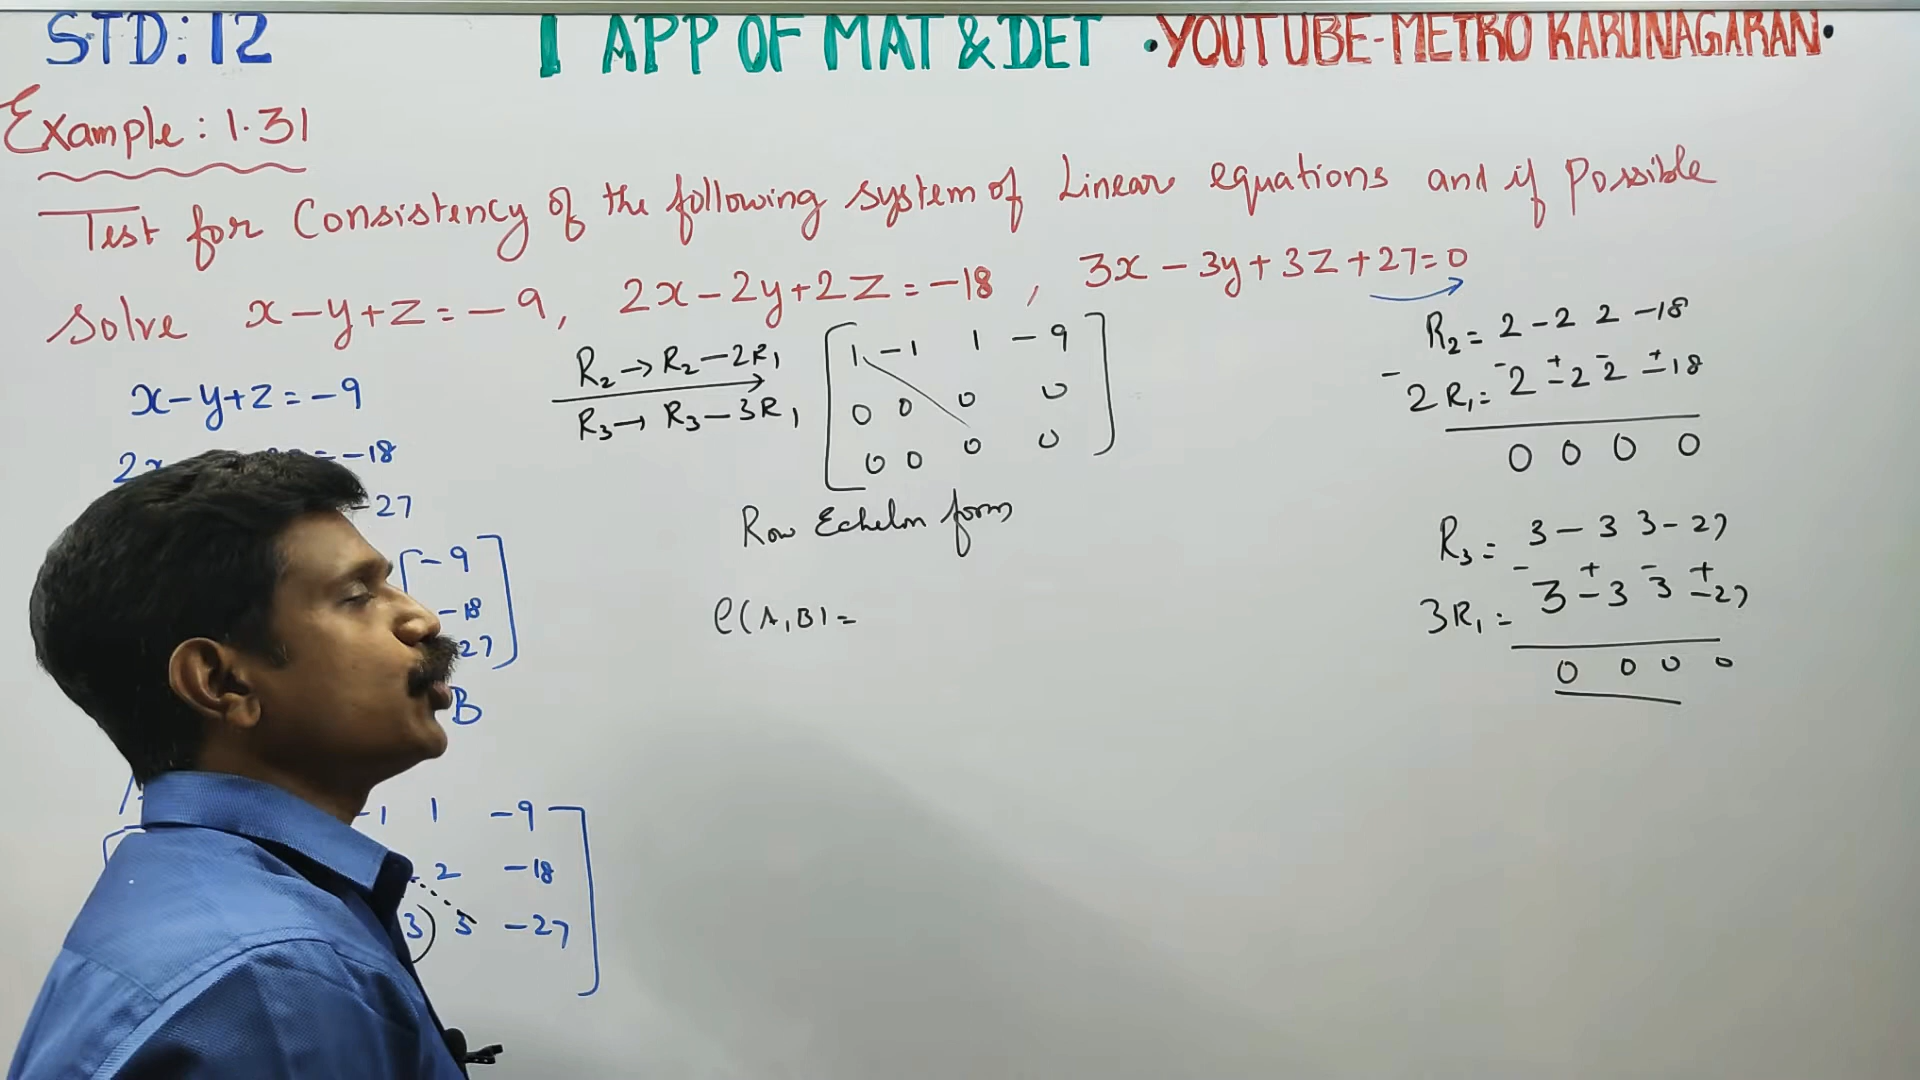 STD: 12 1 APP OF MAT & DET •YOUTUBE-METRO KARUNAGARAN•
Example: 1.31
Test for Consistency of the following system of Linear equations and if possible
solve x-y+z=-9, 2x-2y+2z=-18, 3x-3y+3z+27=0
x-y+z=-9
-18
27
-9
-18
27
B
-1 1 -9
2 -18
3) 3 -27
R2→R2-2R1
R3→R3-3R1
1 -1 1 -9
0 0 0 0
0 0 0 0
Row Echelon form
ρ(A,B)=
R2= 2 -2 2 -18
- 2R1= 2 -2 2 -18
- + - +
0 0 0 0
R3= 3 -3 3 -27
- + - +
3R1= 3 -3 3 -27
0 0 0 0